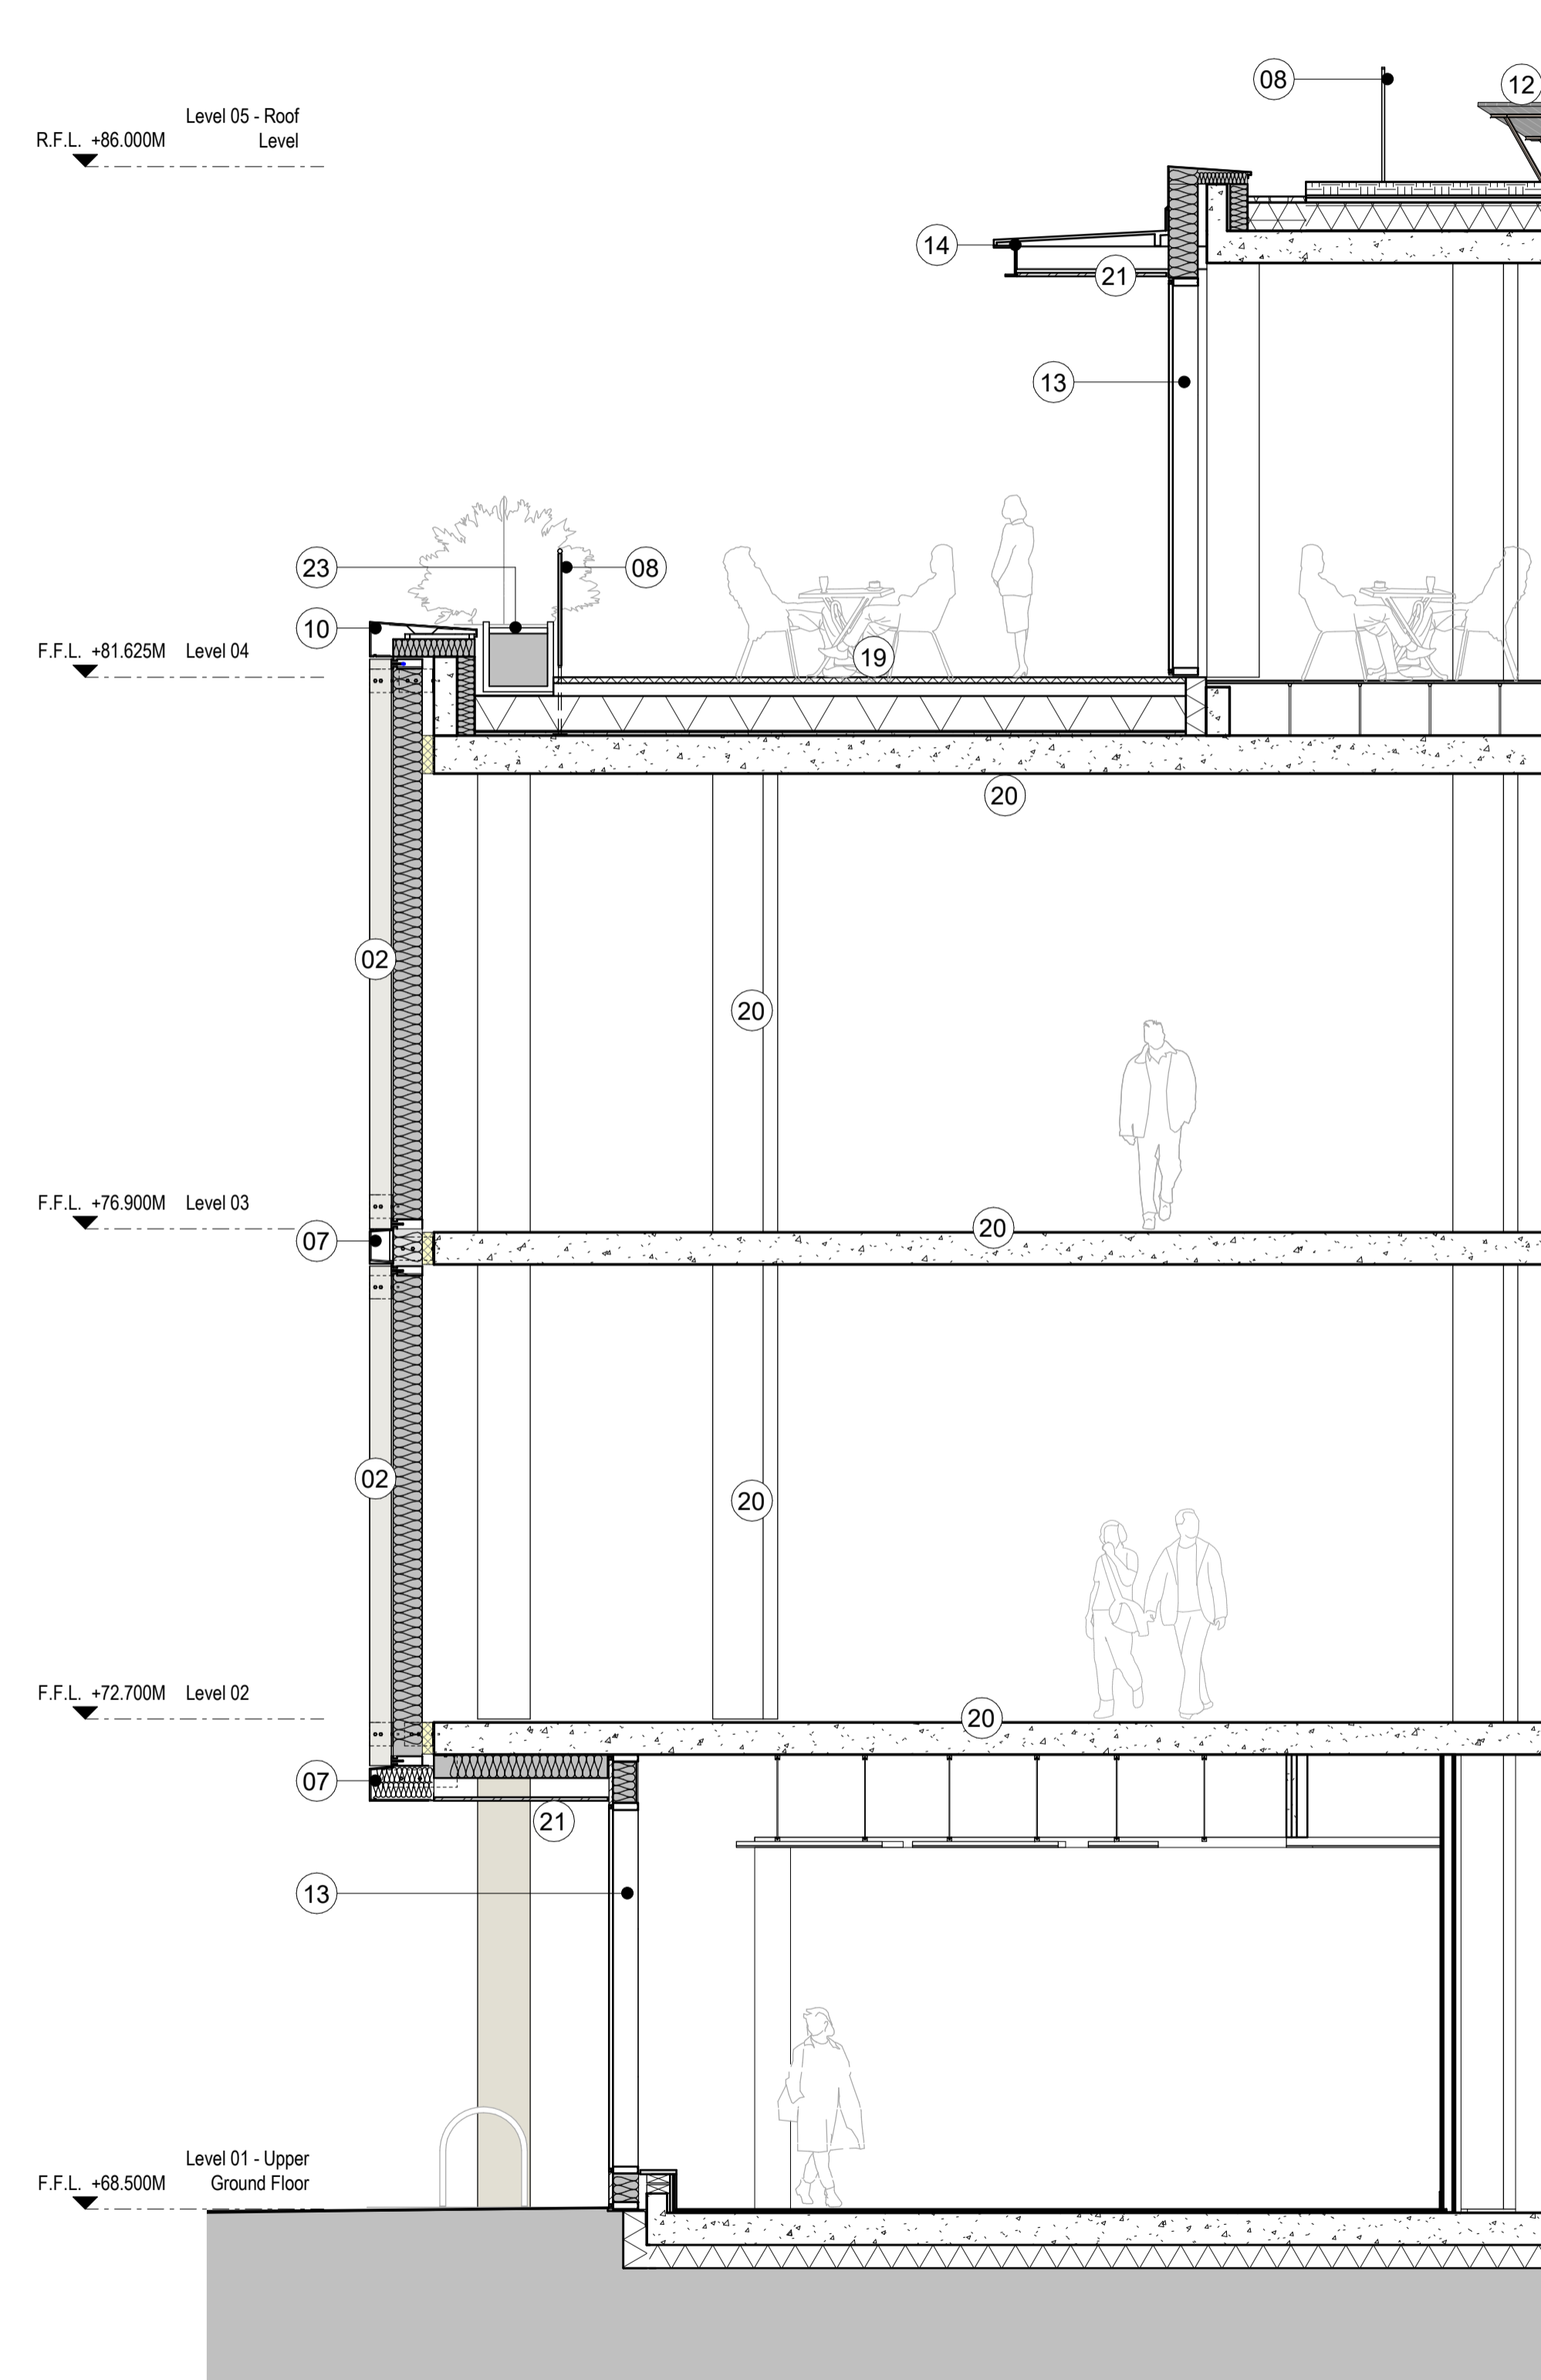 08
12
Level 05 - Roof
R.F.L. +86.000M Level
14
21
13
23
08
10
F.F.L. +81.625M Level 04
19
20
02
20
F.F.L. +76.900M Level 03
07
20
02
20
F.F.L. +72.700M Level 02
20
07
21
13
Level 01 - Upper
F.F.L. +68.500M Ground Floor